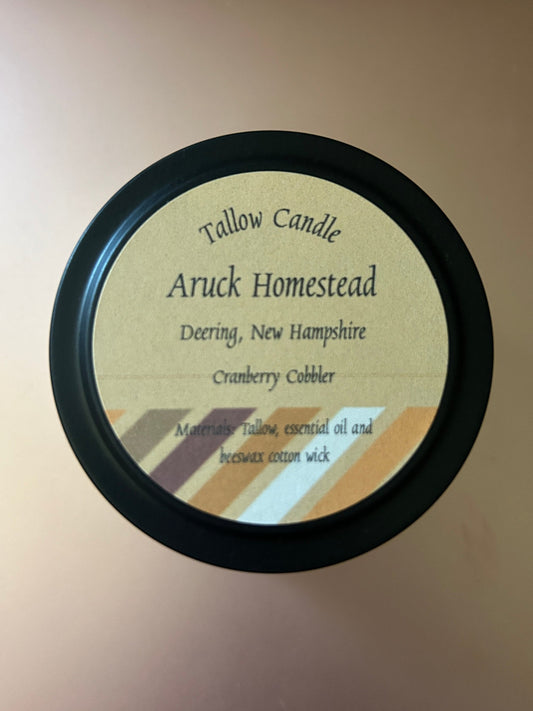 Tallow Candle
Aruck Homestead
Deering, New Hampshire
Cranberry Cobbler
Materials: Tallow, essential oil and
beeswax cotton wick